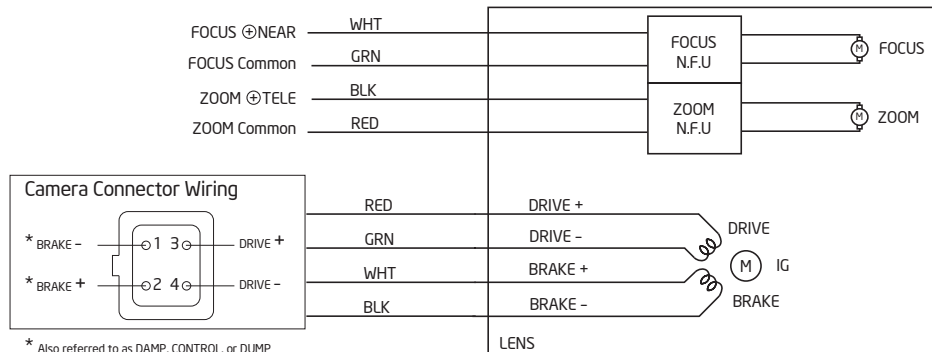 FOCUS ⊕NEAR WHT
FOCUS Common GRN
ZOOM ⊕TELE BLK
ZOOM Common RED
FOCUS
N.F.U
ZOOM
N.F.U
M FOCUS
M ZOOM
Camera Connector Wiring
* BRAKE – 1 3 DRIVE +
* BRAKE + 2 4 DRIVE –
RED DRIVE +
GRN DRIVE –
WHT BRAKE +
BLK BRAKE –
DRIVE
M IG
BRAKE
* Also referred to as DAMP, CONTROL, or DUMP
LENS